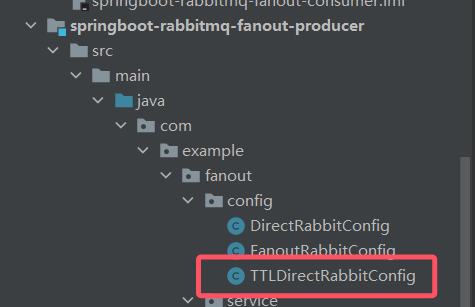 springboot-rabbitmq-fanout-consumer.iml
springboot-rabbitmq-fanout-producer
src
main
java
com
example
fanout
config
DirectRabbitConfig
FanoutRabbitConfig
TTLDirectRabbitConfig
service